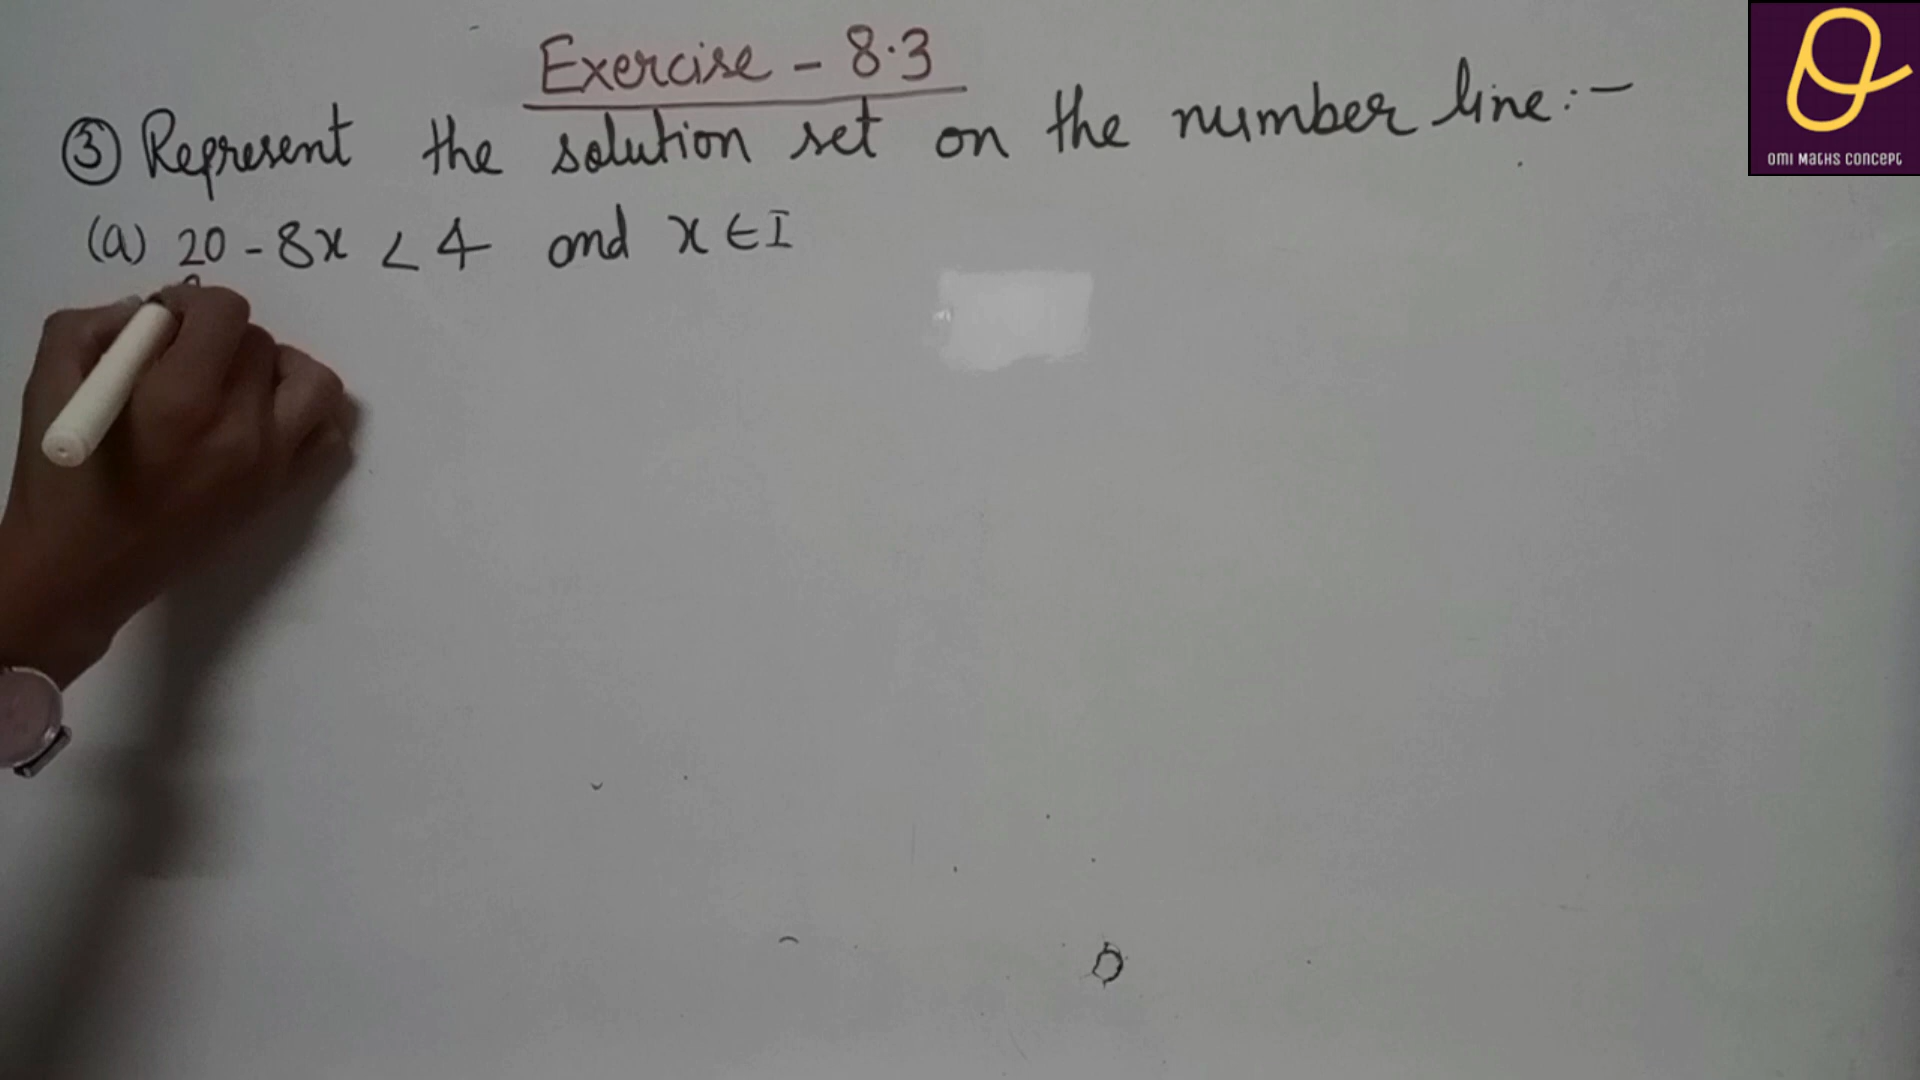 Exercise - 8.3
③ Represent the solution set on the number line:-
(a) 20 - 8x < 4 and x ∈ I
OMI MATHS CONCEPT